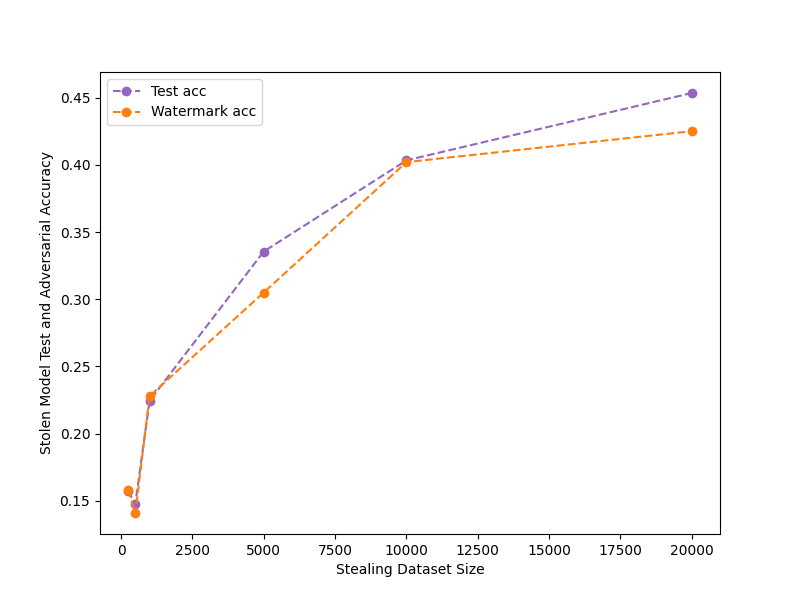 Test acc
Watermark acc
0.45
0.40
0.35
0.30
0.25
0.20
0.15
Stolen Model Test and Adversarial Accuracy
0 2500 5000 7500 10000 12500 15000 17500 20000
Stealing Dataset Size